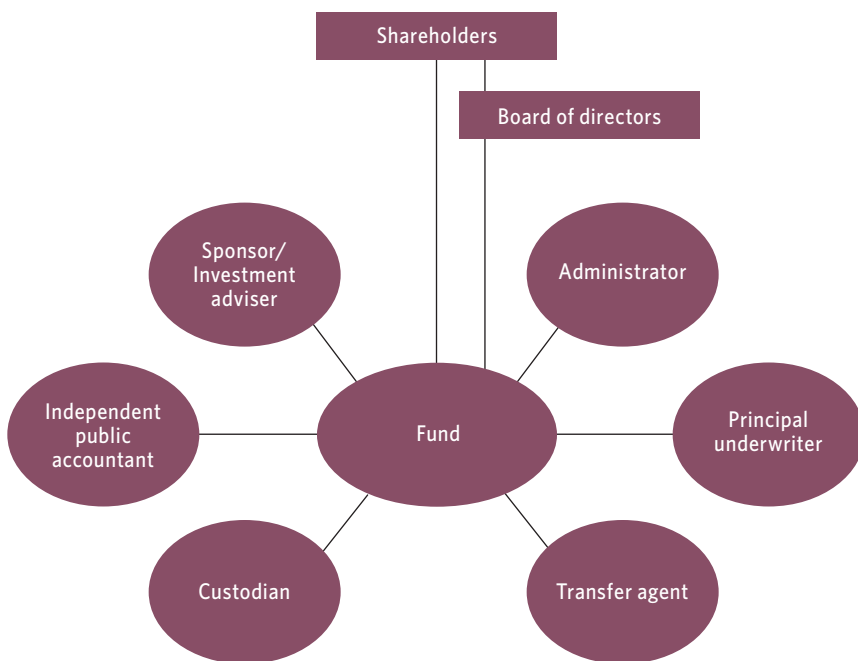 Shareholders
Board of directors
Sponsor/
Investment
adviser
Administrator
Independent
public
accountant
Fund
Principal
underwriter
Custodian
Transfer agent